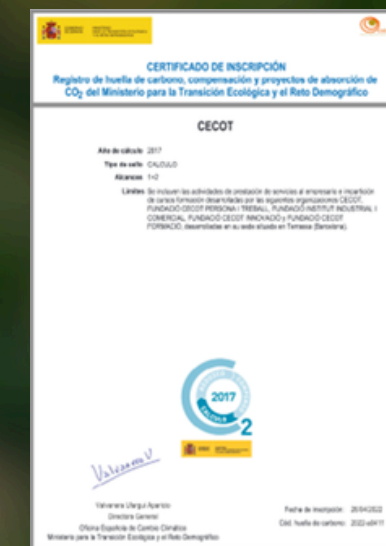 CERTIFICADO DE INSCRIPCIÓN
Registro de huella de carbono, compensación y proyectos de absorción de
CO2 del Ministerio para la Transición Ecológica y el Reto Demográfico
CECOT
Año de cálculo 2017
Tipo de sello CALCULO
Alcances 1+2
Límites Se incluyen las actividades de prestación de servicios al empresario e impartición
de cursos formación desarrolladas por las siguientes organizaciones CECOT,
FUNDACIÓ CECOT PERSONA I TREBALL, FUNDACIÓ INSTITUT INDUSTRIAL I
COMERCIAL, FUNDACIÓ CECOT INNOVACIÓ y FUNDACIÓ CECOT
FORMACIÓ, desarrolladas en su sede situado en Terrassa (Barcelona).
2017
CALCULO
2
Valvanera Ulargui Aparicio
Directora General
Oficina Española de Cambio Climático
Ministerio para la Transición Ecológica y el Reto Demográfico
Fecha de inscripción:
Cód. huella de carbono: